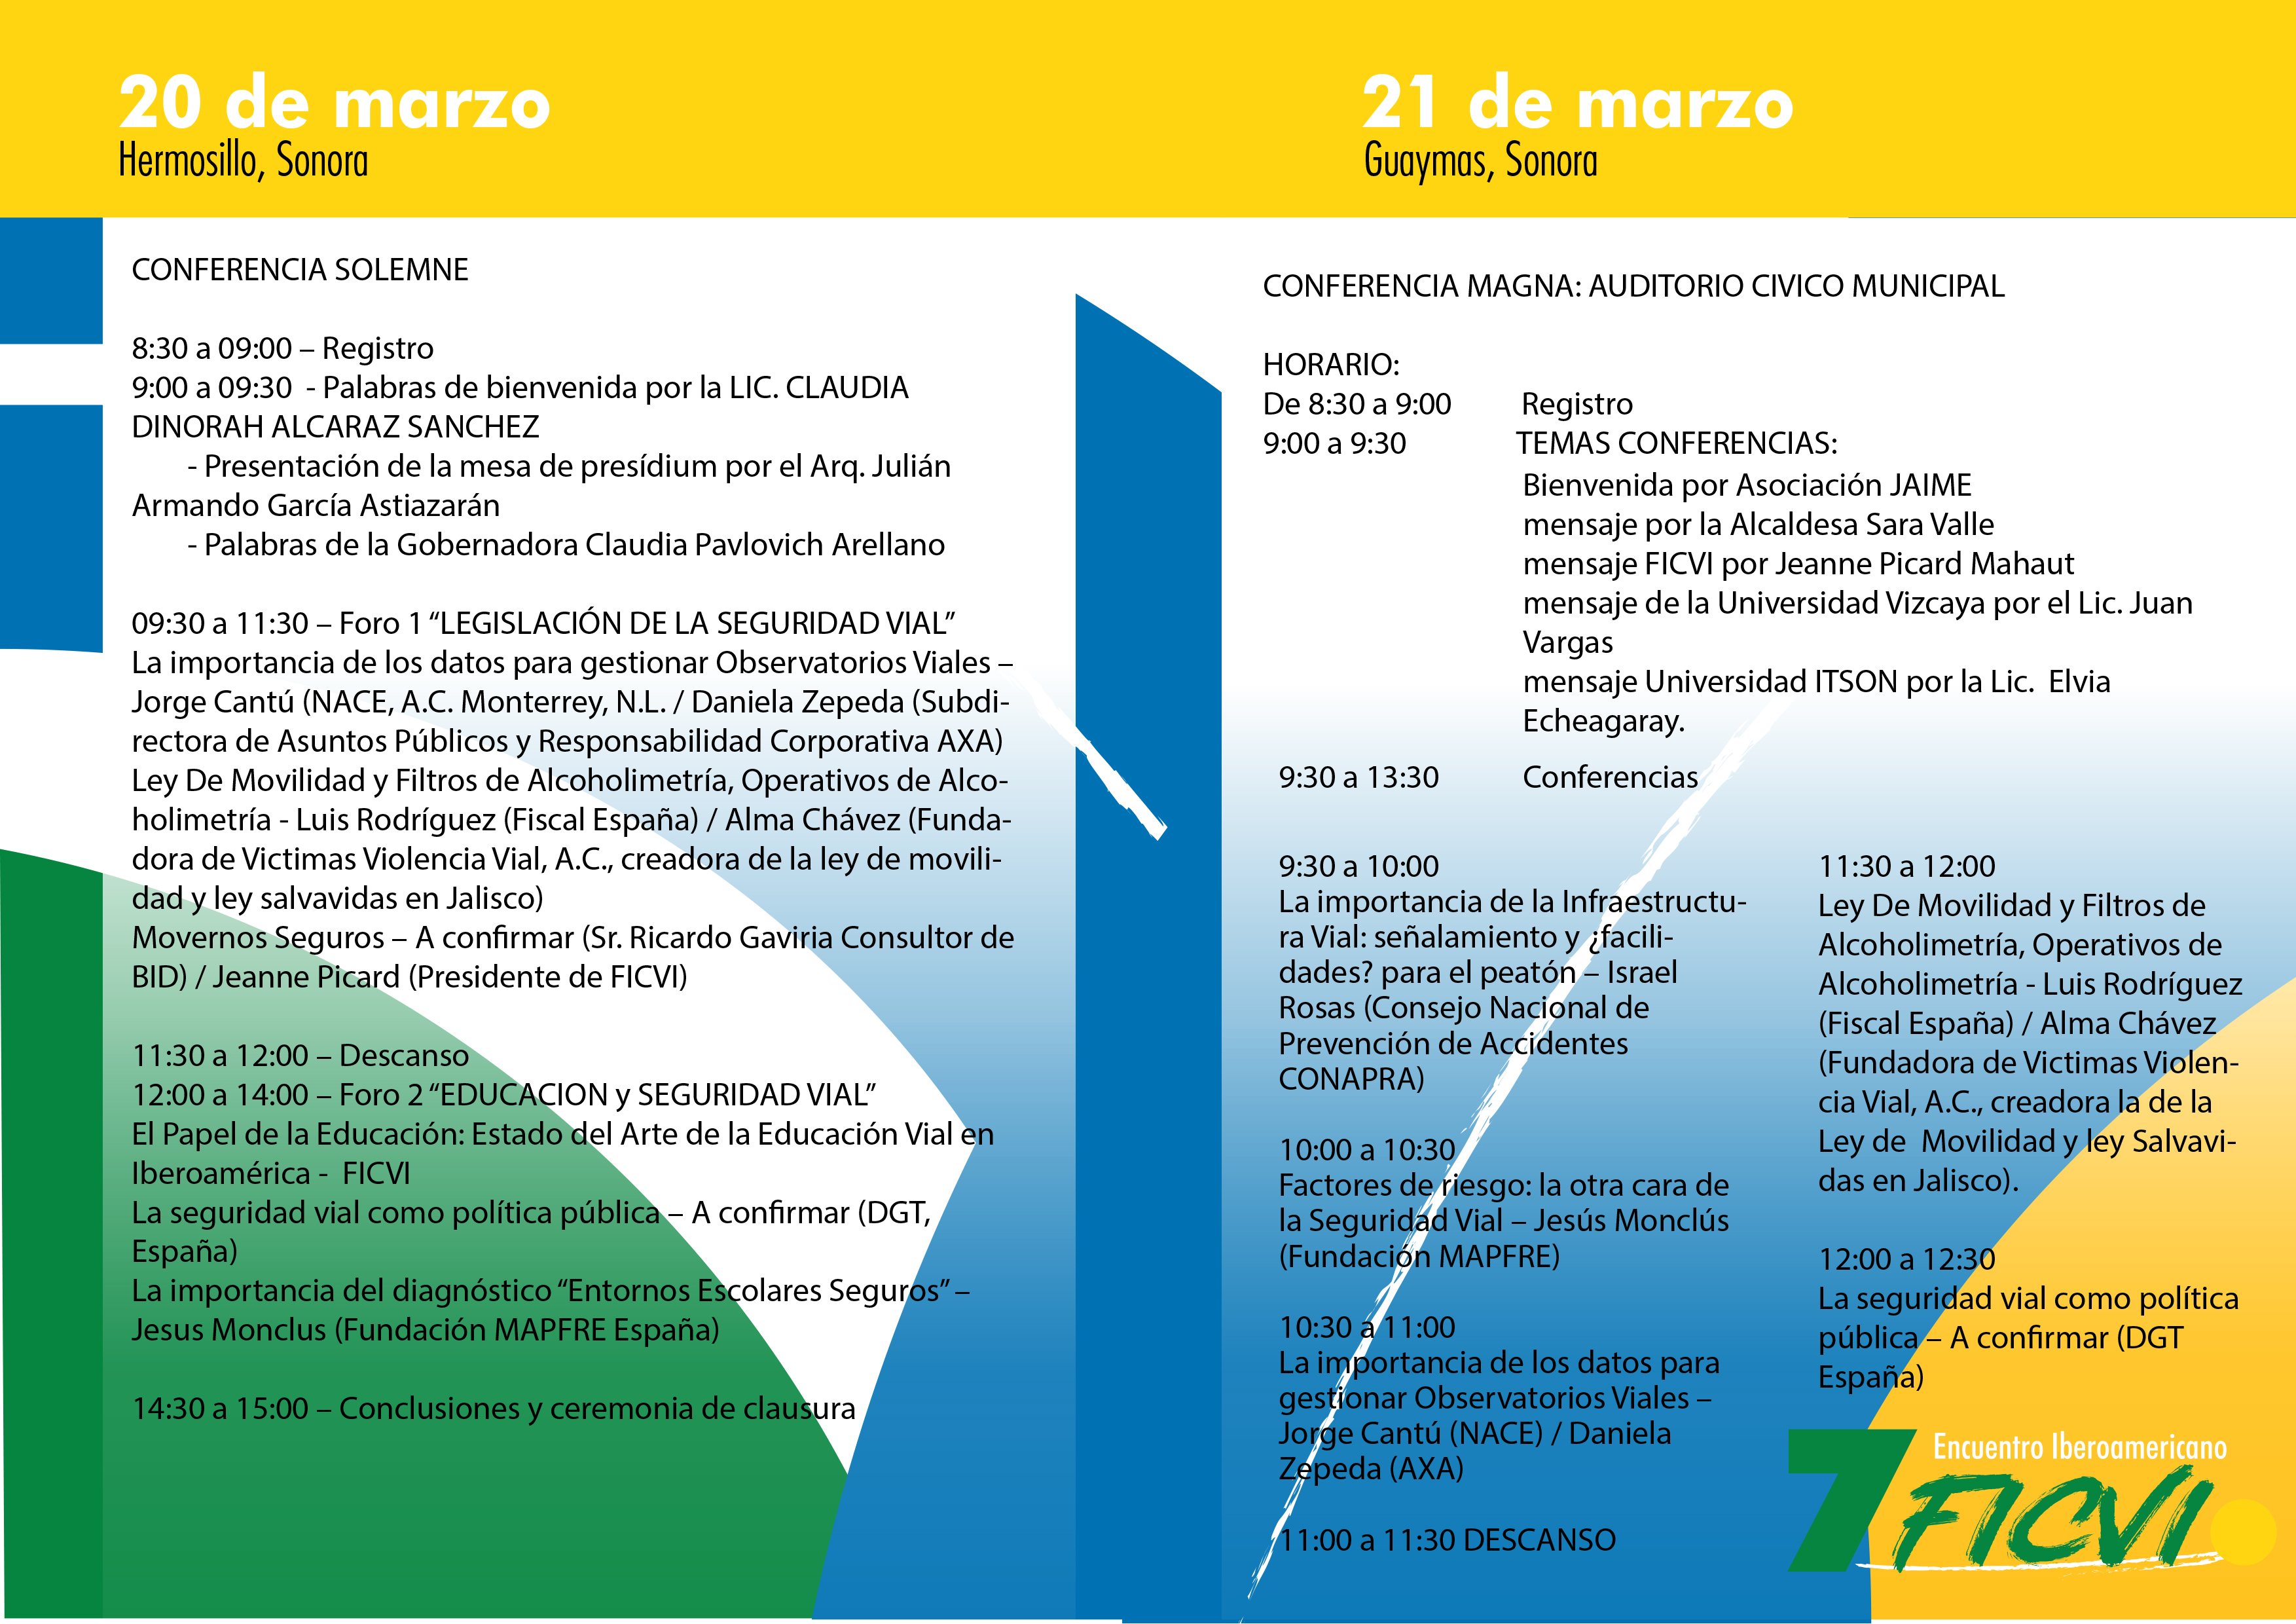 20 de marzo
Hermosillo, Sonora
CONFERENCIA SOLEMNE
8:30 a 09:00 – Registro
9:00 a 09:30 - Palabras de bienvenida por la LIC. CLAUDIA
DINORAH ALCARAZ SANCHEZ
- Presentación de la mesa de presídium por el Arq. Julián
Armando García Astiazarán
- Palabras de la Gobernadora Claudia Pavlovich Arellano
09:30 a 11:30 – Foro 1 “LEGISLACIÓN DE LA SEGURIDAD VIAL”
La importancia de los datos para gestionar Observatorios Viales –
Jorge Cantú (NACE, A.C. Monterrey, N.L. / Daniela Zepeda (Subdi-
rectora de Asuntos Públicos y Responsabilidad Corporativa AXA)
Ley De Movilidad y Filtros de Alcoholimetría, Operativos de Alco-
holimetría - Luis Rodríguez (Fiscal España) / Alma Chávez (Funda-
dora de Victimas Violencia Vial, A.C., creadora de la ley de movili-
dad y ley salvavidas en Jalisco)
Movernos Seguros – A confirmar (Sr. Ricardo Gaviria Consultor de
BID) / Jeanne Picard (Presidente de FICVI)
11:30 a 12:00 – Descanso
12:00 a 14:00 – Foro 2 “EDUCACION y SEGURIDAD VIAL”
El Papel de la Educación: Estado del Arte de la Educación Vial en
Iberoamérica - FICVI
La seguridad vial como política pública – A confirmar (DGT,
España)
La importancia del diagnóstico “Entornos Escolares Seguros” –
Jesus Monclus (Fundación MAPFRE España)
14:30 a 15:00 – Conclusiones y ceremonia de clausura
21 de marzo
Guaymas, Sonora
CONFERENCIA MAGNA: AUDITORIO CIVICO MUNICIPAL
HORARIO:
De 8:30 a 9:00 Registro
9:00 a 9:30 TEMAS CONFERENCIAS:
Bienvenida por Asociación JAIME
mensaje por la Alcaldesa Sara Valle
mensaje FICVI por Jeanne Picard Mahaut
mensaje de la Universidad Vizcaya por el Lic. Juan
Vargas
mensaje Universidad ITSON por la Lic. Elvia
Echeagaray.
9:30 a 13:30 Conferencias
9:30 a 10:00
La importancia de la Infraestructu-
ra Vial: señalamiento y ¿facili-
dades? para el peatón – Israel
Rosas (Consejo Nacional de
Prevención de Accidentes
CONAPRA)
10:00 a 10:30
Factores de riesgo: la otra cara de
la Seguridad Vial – Jesús Monclús
(Fundación MAPFRE)
10:30 a 11:00
La importancia de los datos para
gestionar Observatorios Viales –
Jorge Cantú (NACE) / Daniela
Zepeda (AXA)
11:00 a 11:30 DESCANSO
11:30 a 12:00
Ley De Movilidad y Filtros de
Alcoholimetría, Operativos de
Alcoholimetría - Luis Rodríguez
(Fiscal España) / Alma Chávez
(Fundadora de Victimas Violen-
cia Vial, A.C., creadora la de la
Ley de Movilidad y ley Salvavi-
das en Jalisco).
12:00 a 12:30
La seguridad vial como política
pública – A confirmar (DGT
España)
Encuentro Iberoamericano
7 FICVI